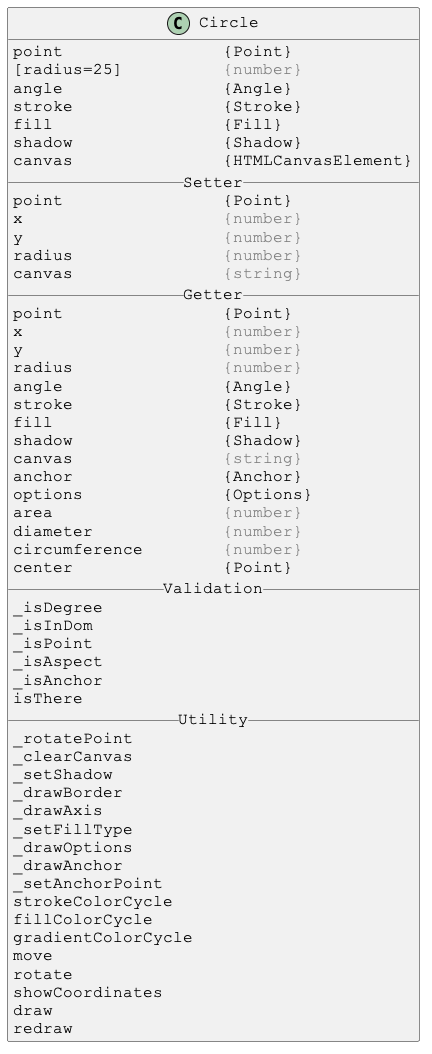 C Circle
point {Point}
[radius=25] {number}
angle {Angle}
stroke {Stroke}
fill {Fill}
shadow {Shadow}
canvas {HTMLCanvasElement}
Setter
point {Point}
x {number}
y {number}
radius {number}
canvas {string}
Getter
point {Point}
x {number}
y {number}
radius {number}
angle {Angle}
stroke {Stroke}
fill {Fill}
shadow {Shadow}
canvas {string}
anchor {Anchor}
options {Options}
area {number}
diameter {number}
circumference {number}
center {Point}
Validation
_isDegree
_isInDom
_isPoint
_isAspect
_isAnchor
isThere
Utility
_rotatePoint
_clearCanvas
_setShadow
_drawBorder
_drawAxis
_setFillType
_drawOptions
_drawAnchor
_setAnchorPoint
strokeColorCycle
fillColorCycle
gradientColorCycle
move
rotate
showCoordinates
draw
redraw